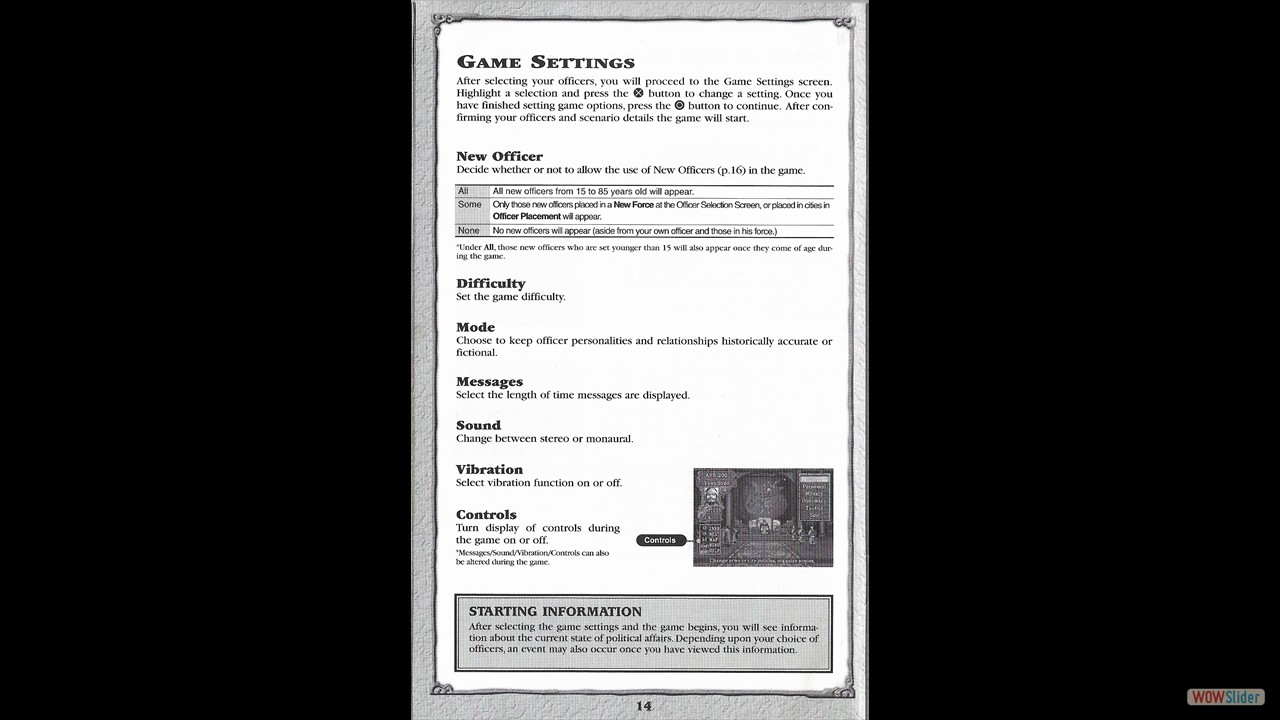 GAME SETTINGS
After selecting your officers, you will proceed to the Game Settings screen.
Highlight a selection and press the ⊗ button to change a setting. Once you
have finished setting game options, press the ⊙ button to continue. After con-
firming your officers and scenario details the game will start.
New Officer
Decide whether or not to allow the use of New Officers (p.16) in the game.
All All new officers from 15 to 85 years old will appear.
Some Only those new officers placed in a New Force at the Officer Selection Screen, or placed in cities in
Officer Placement will appear.
None No new officers will appear (aside from your own officer and those in his force.)
*Under All, those new officers who are set younger than 15 will also appear once they come of age dur-
ing the game.
Difficulty
Set the game difficulty.
Mode
Choose to keep officer personalities and relationships historically accurate or
fictional.
Messages
Select the length of time messages are displayed.
Sound
Change between stereo or monaural.
Vibration
Select vibration function on or off.
Controls
Turn display of controls during
the game on or off.
*Messages/Sound/Vibration/Controls can also
be altered during the game.
Controls
Personnel
Military
Diplomacy
Tactics
Spy
STARTING INFORMATION
After selecting the game settings and the game begins, you will see informa-
tion about the current state of political affairs. Depending upon your choice of
officers, an event may also occur once you have viewed this information.
14
WOWSlider